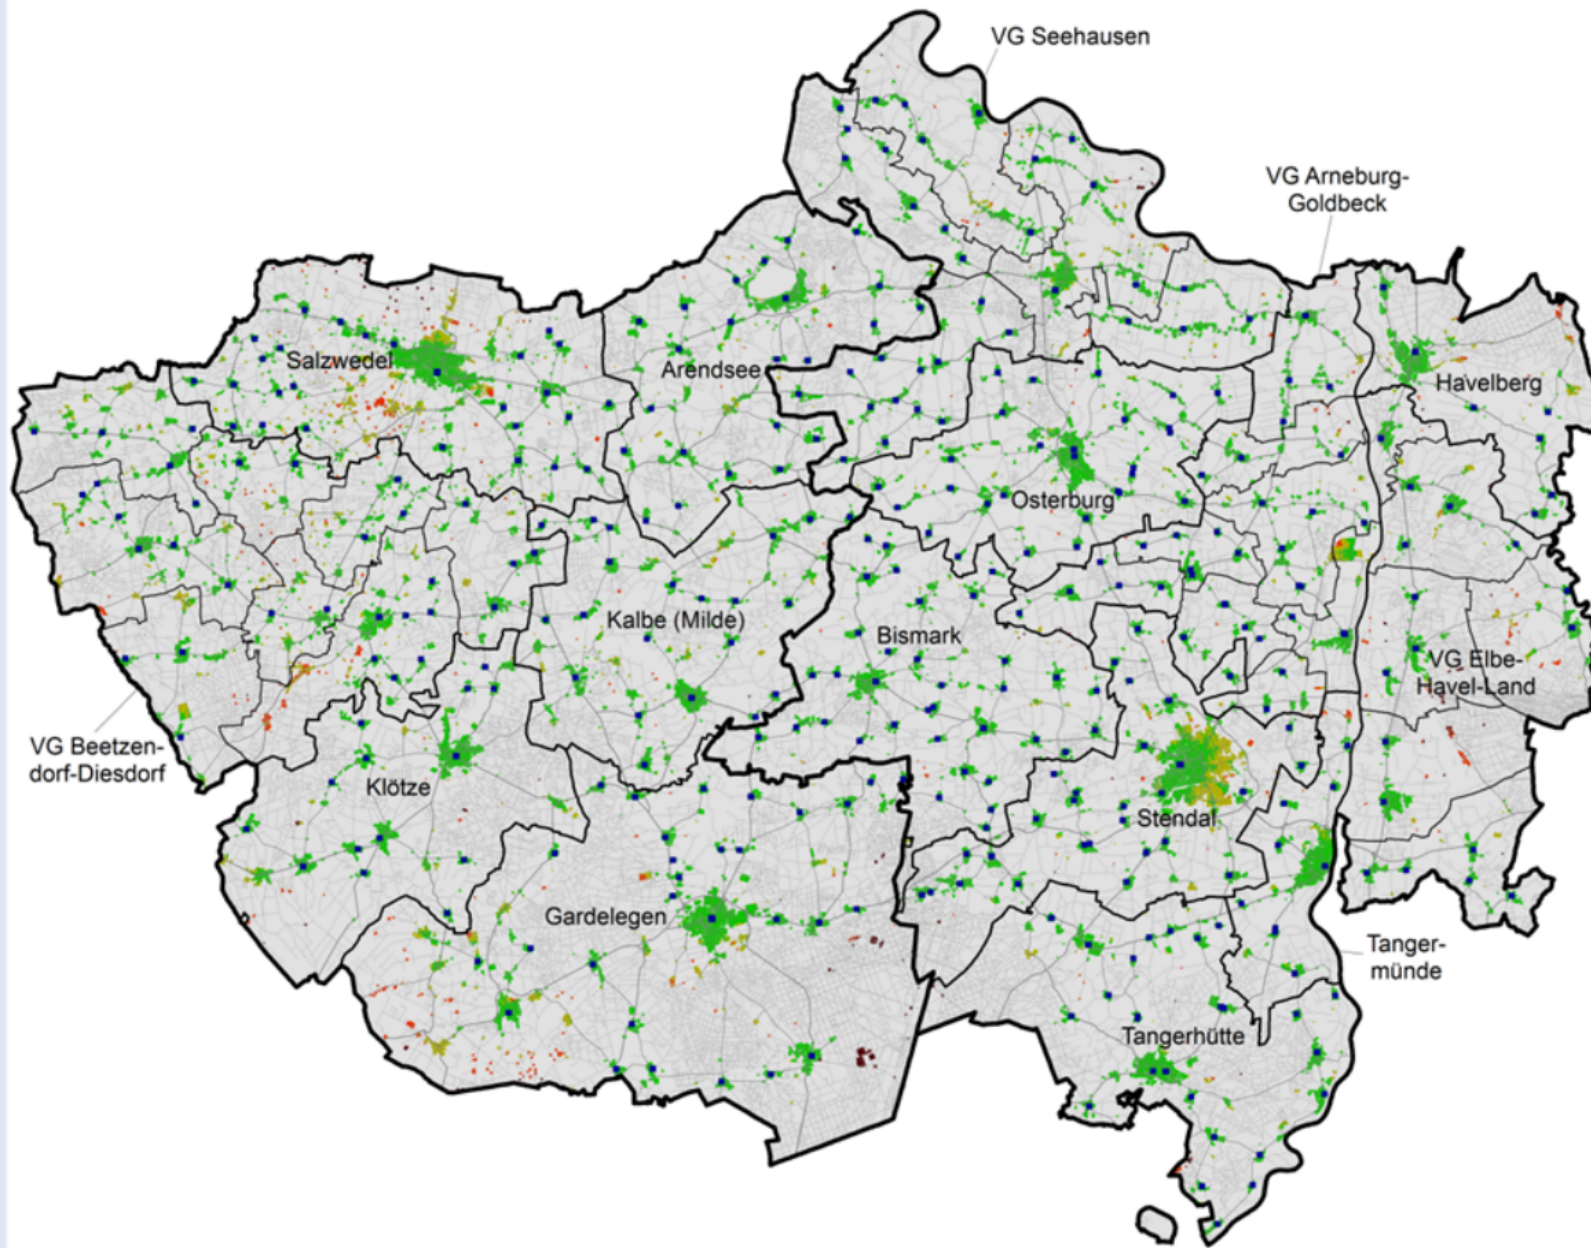 VG Seehausen
VG Arneburg-
Goldbeck
Salzwedel
Arendsee
Havelberg
Osterburg
Kalbe (Milde)
Bismark
VG Elbe-
Havel-Land
VG Beetzen-
dorf-Diesdorf
Klötze
Stendal
Gardelegen
Tanger-
münde
Tangerhütte